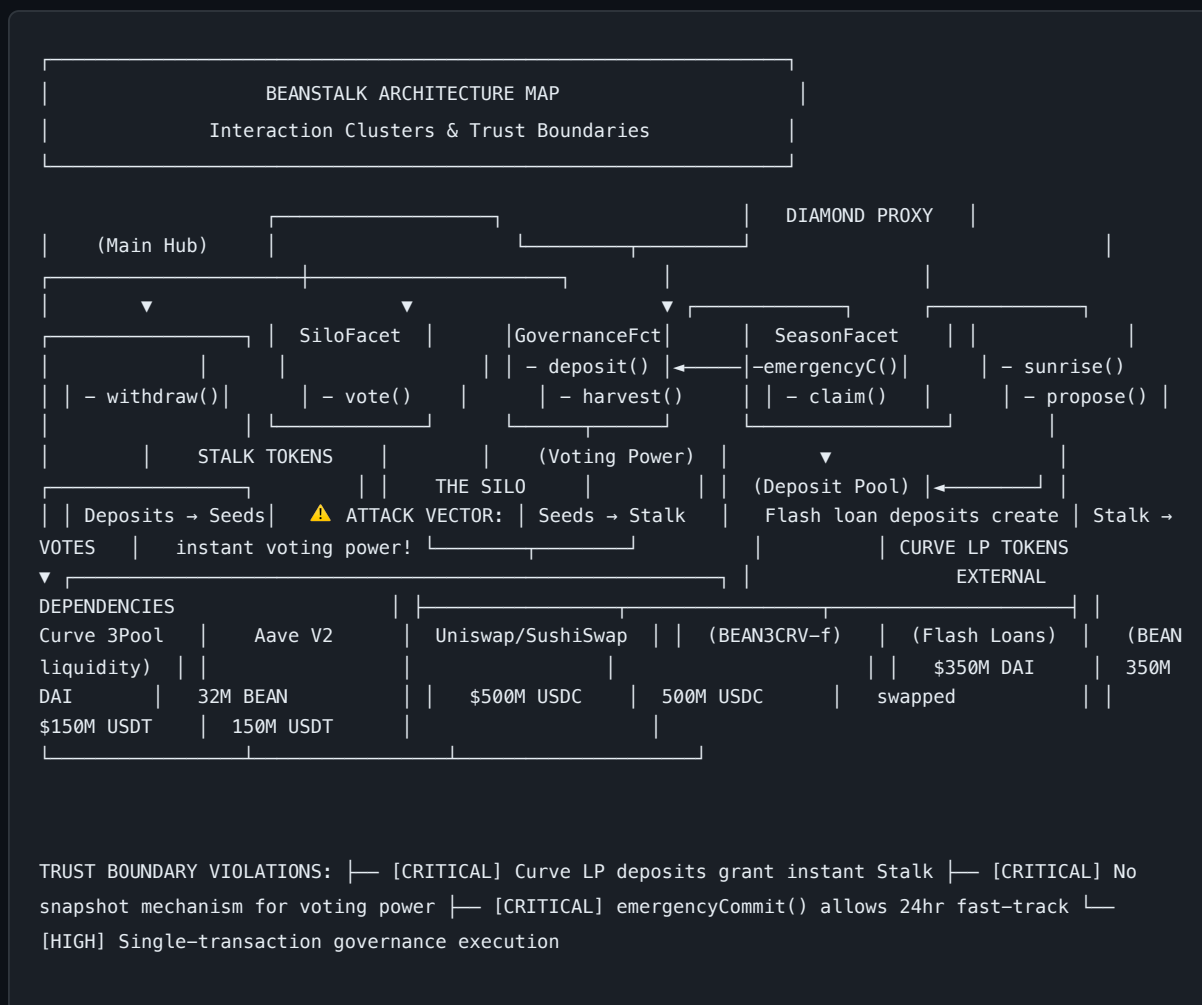 ┌─────────────────────────────────────────────────────────────────┐
│ BEANSTALK ARCHITECTURE MAP │
│ Interaction Clusters & Trust Boundaries │
└─────────────────────────────────────────────────────────────────┘
┌────────────────────┐ │ DIAMOND PROXY │
│ (Main Hub) │ └─────────┬──────────┘ │
┌───────────────────────┼───────────────────────┐ │ │
│ ▼ ▼ ▼ ┌──────────────┐ ┌──────────────┐
┌──────────────────┐ │ SiloFacet │ │GovernanceFct│ │ SeasonFacet │ │ │
│ │ │ │ │ - deposit() │◄─────│-emergencyC()│ │ - sunrise()
│ │ - withdraw()│ │ - vote() │ │ - harvest() │ │ - claim() │ │ - propose() │
│ │ └──────────────┘ └──────┬───────┘ └──────────────────┘ │
│ │ STALK TOKENS │ │ (Voting Power) │ ▼ │
┌──────────────────┐ │ │ THE SILO │ │ │ (Deposit Pool) │◄─────────┘ │
│ │ Deposits → Seeds│ ⚠️ ATTACK VECTOR: │ Seeds → Stalk │ Flash loan deposits create │ Stalk →
VOTES │ instant voting power! └─────────┬─────────┘ │ │ CURVE LP TOKENS
▼ ┌───────────────────────────────────────────────────────────┐ │ EXTERNAL
DEPENDENCIES │ ├──────────────────┬──────────────────┬──────────────────────┤ │
Curve 3Pool │ Aave V2 │ Uniswap/SushiSwap │ │ (BEAN3CRV-f) │ (Flash Loans) │ (BEAN
liquidity) │ │ │ │ │ │ $350M DAI │ 350M
DAI │ 32M BEAN │ │ $500M USDC │ 500M USDC │ swapped │ │
$150M USDT │ 150M USDT │ │
└──────────────────┴──────────────────┴──────────────────────┘
TRUST BOUNDARY VIOLATIONS: ├── [CRITICAL] Curve LP deposits grant instant Stalk ├── [CRITICAL] No
snapshot mechanism for voting power ├── [CRITICAL] emergencyCommit() allows 24hr fast-track └──
[HIGH] Single-transaction governance execution